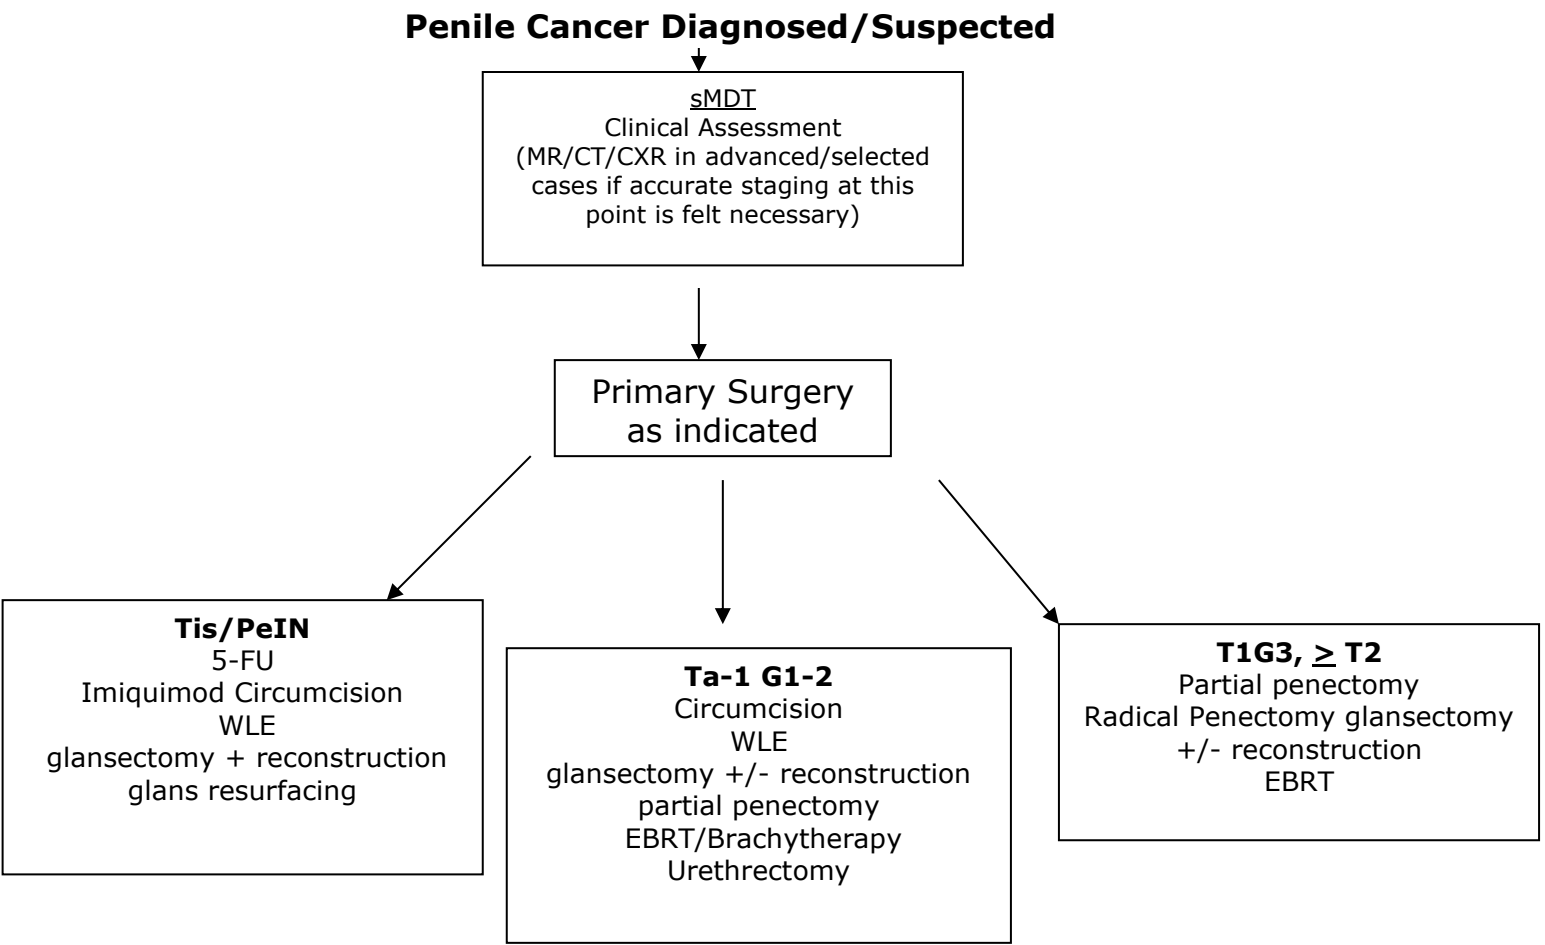 Penile Cancer Diagnosed/Suspected
sMDT
Clinical Assessment
(MR/CT/CXR in advanced/selected
cases if accurate staging at this
point is felt necessary)
Primary Surgery
as indicated
Tis/PeIN
5-FU
Imiquimod Circumcision
WLE
glansectomy + reconstruction
glans resurfacing
Ta-1 G1-2
Circumcision
WLE
glansectomy +/- reconstruction
partial penectomy
EBRT/Brachytherapy
Urethrectomy
T1G3, > T2
Partial penectomy
Radical Penectomy glansectomy
+/- reconstruction
EBRT